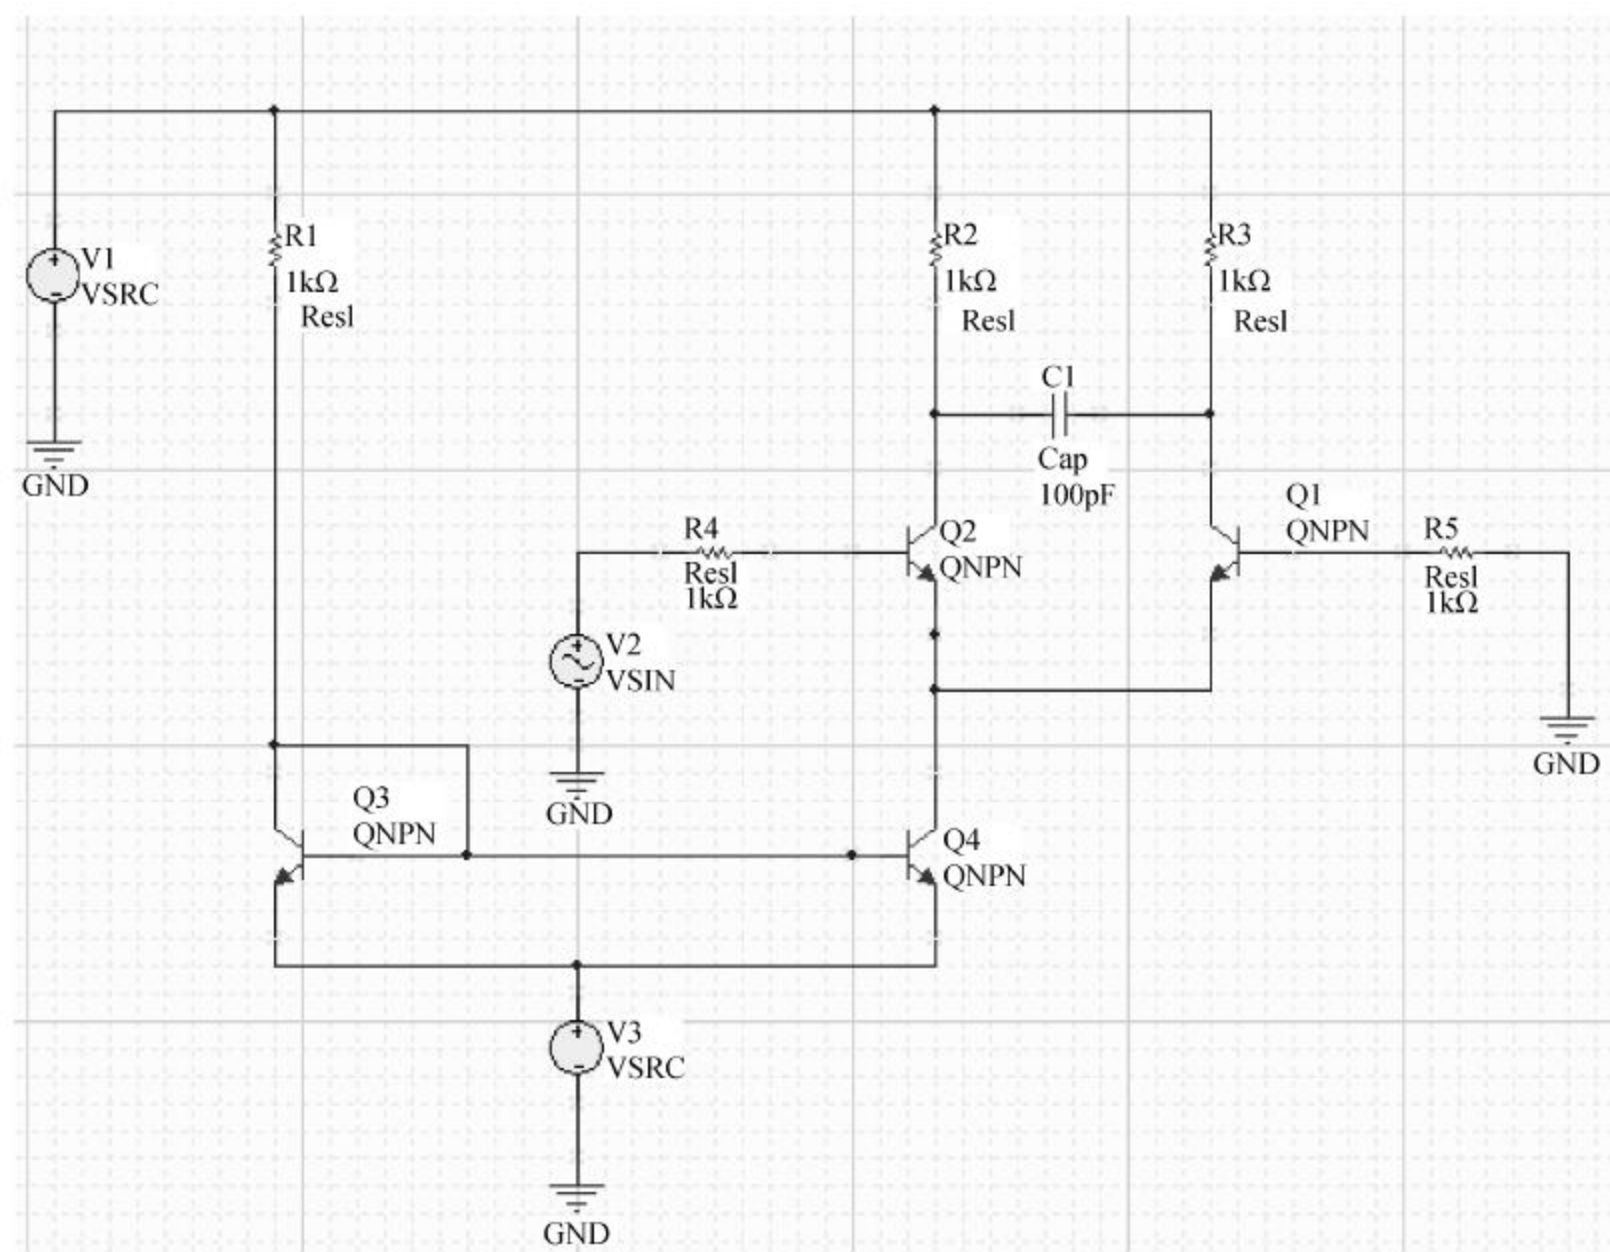 R1
1kΩ
Resl
R2
1kΩ
Resl
R3
1kΩ
Resl
V1
VSRC
GND
C1
Cap
100pF
Q1
QNPN
R4
Resl
1kΩ
Q2
QNPN
R5
Resl
1kΩ
V2
VSIN
GND
GND
Q3
QNPN
Q4
QNPN
V3
VSRC
GND